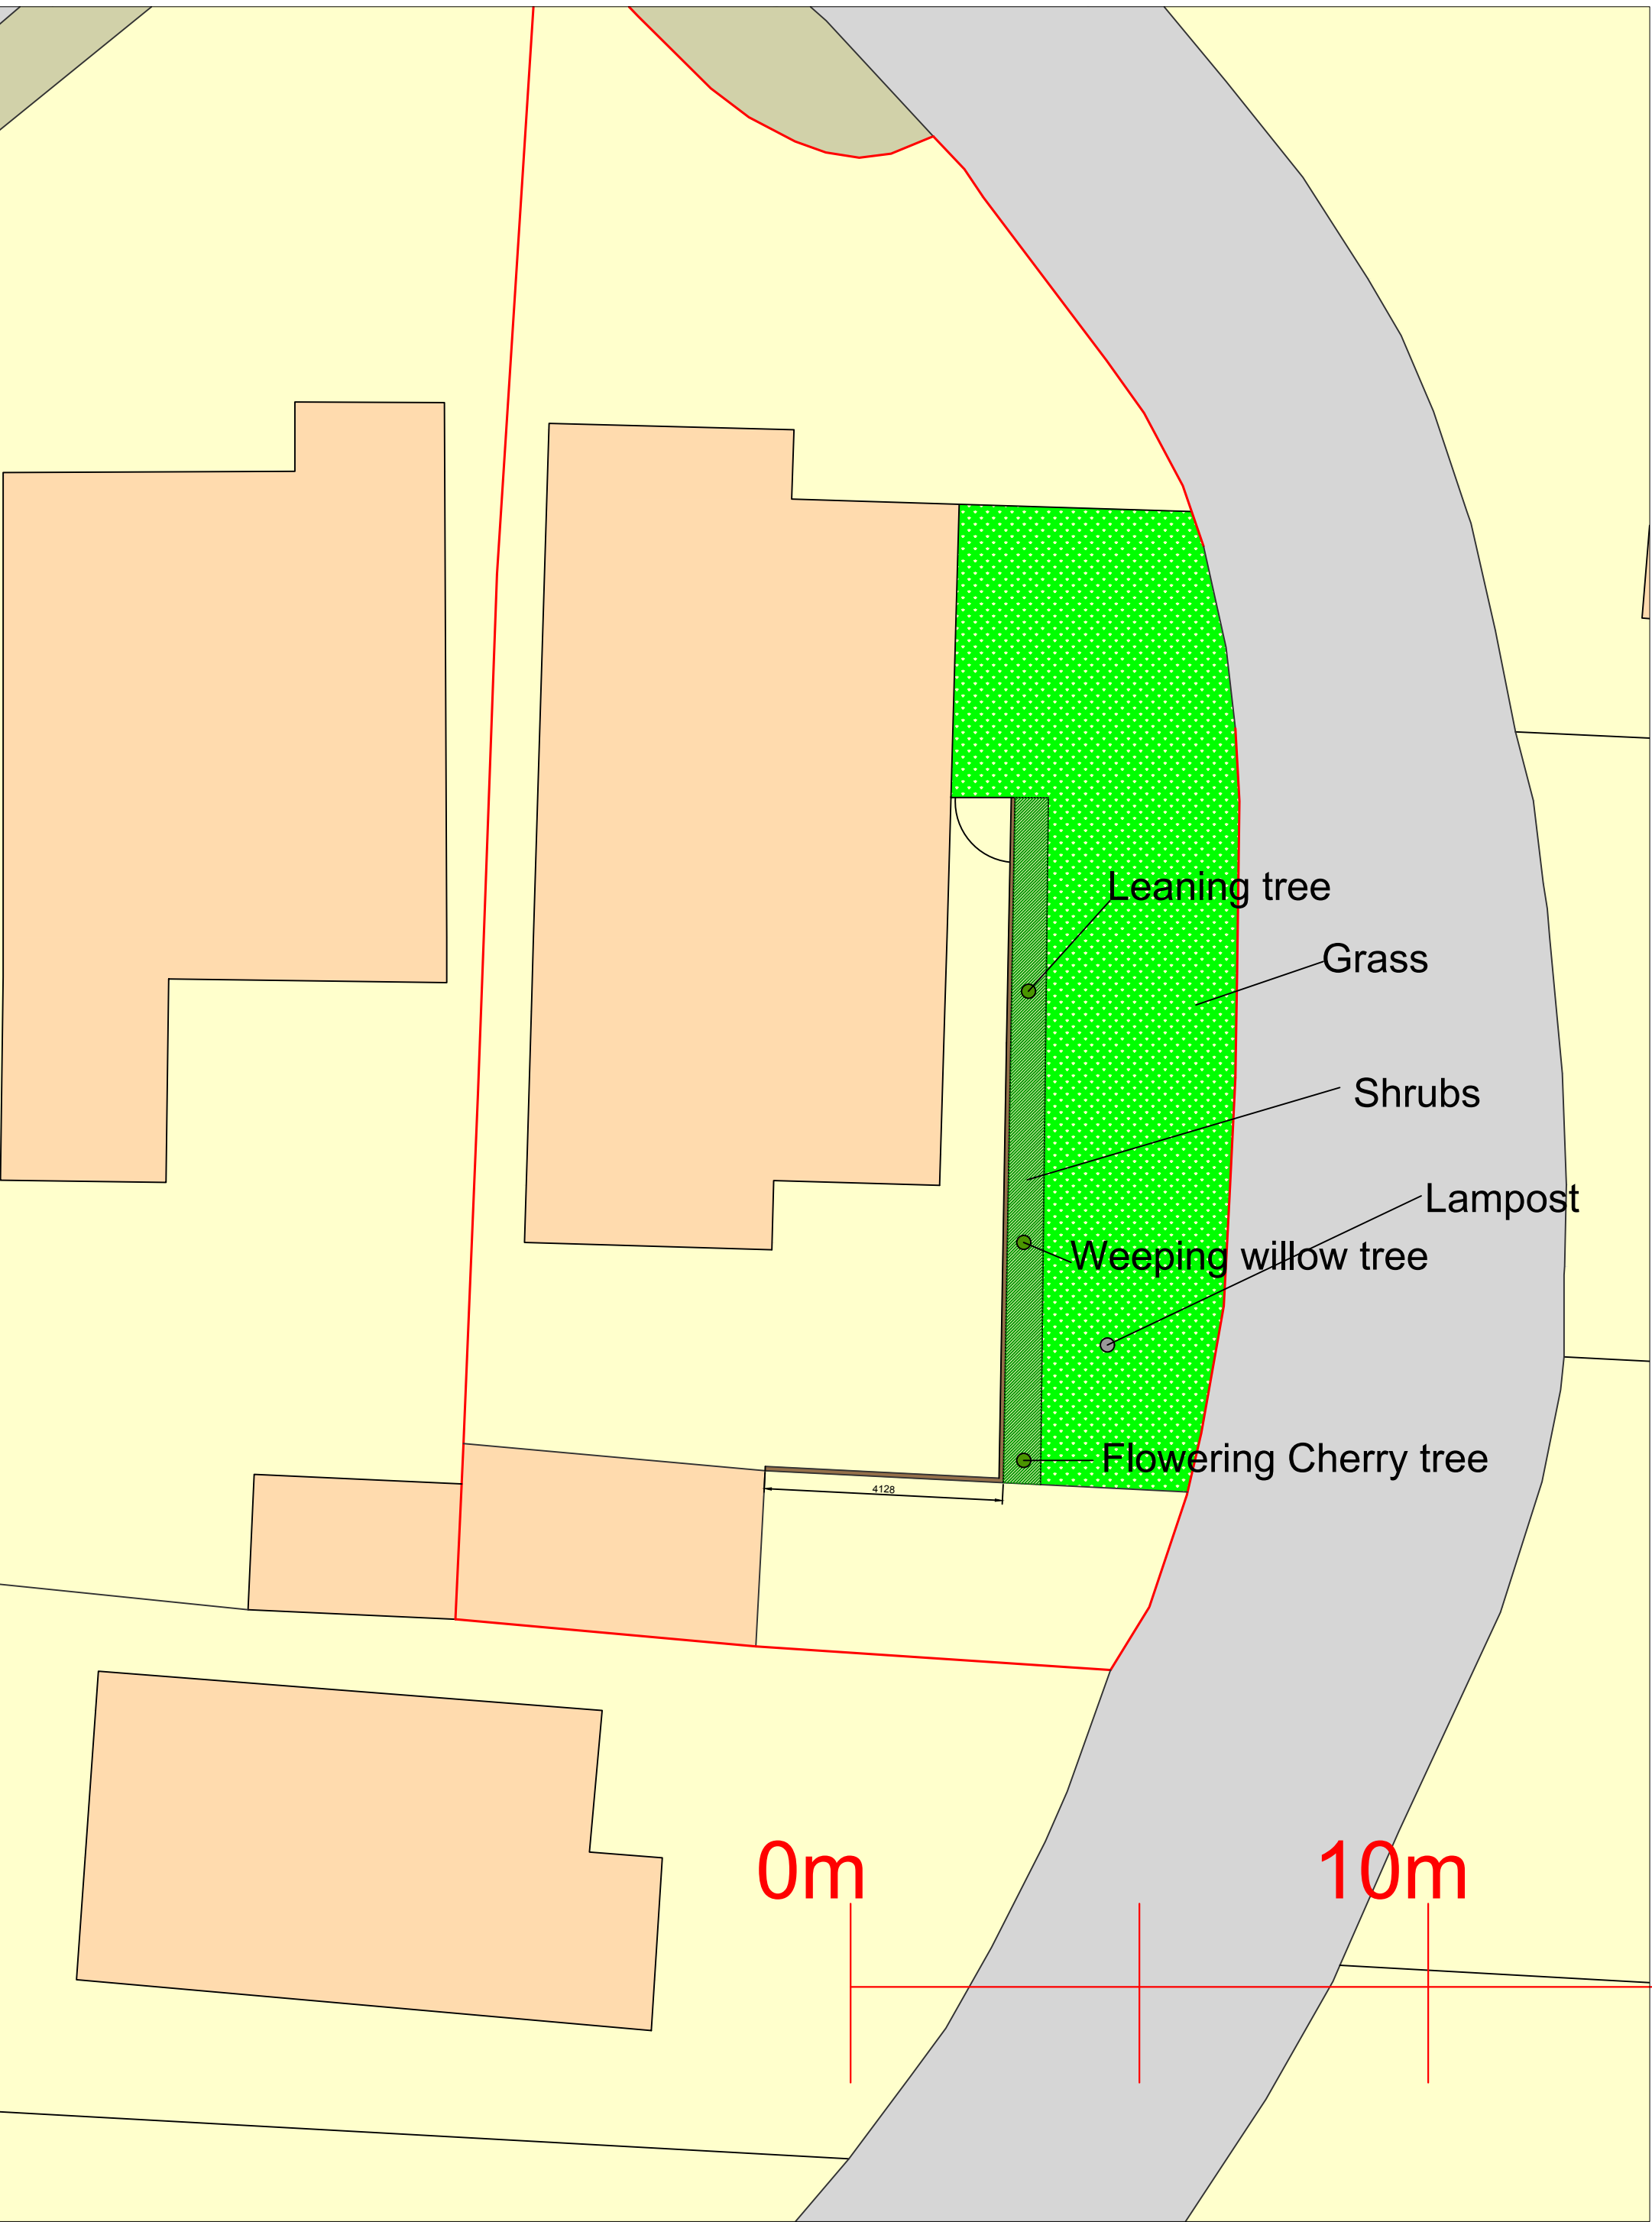 Leaning tree
Grass
Shrubs
Lampost
Weeping willow tree
Flowering Cherry tree
4128
0m
10m